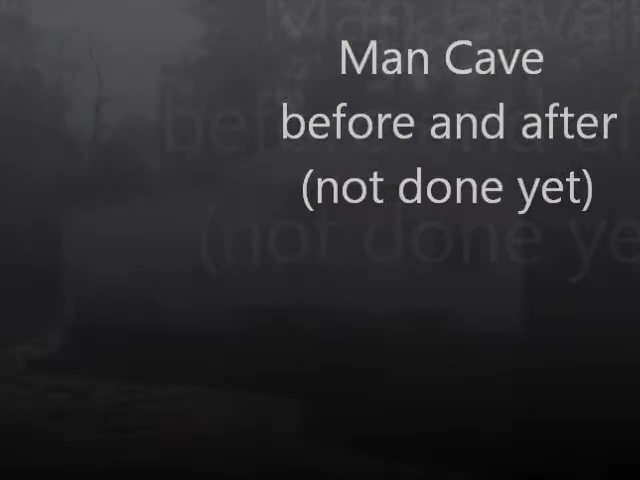 Man Cave
before and after
(not done yet)